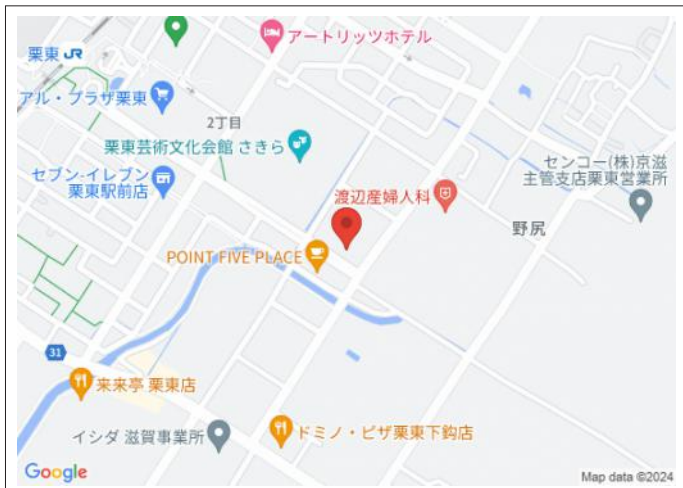 アートリッツホテル
栗東 JR
アル・プラザ栗東
2丁目
栗東芸術文化会館 さきら
センコー(株)京滋
主管支店栗東営業所
セブン-イレブン
栗東駅前店
渡辺産婦人科
野尻
POINT FIVE PLACE
31
来来亭 栗東店
イシダ 滋賀事業所
ドミノ・ピザ栗東下鈎店
Google
Map data ©2024